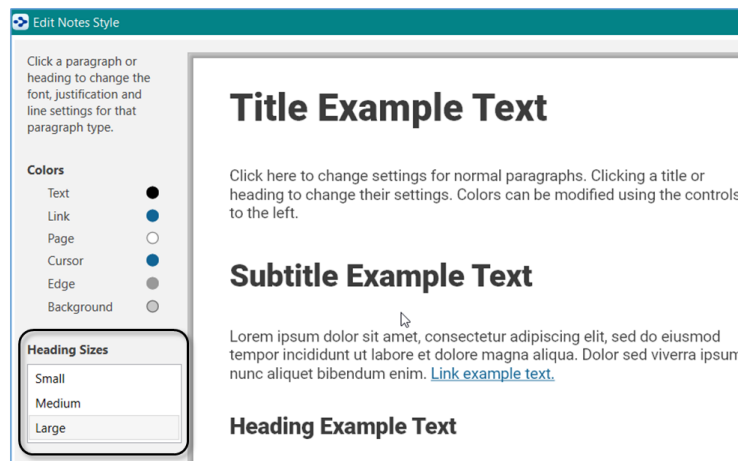 Edit Notes Style
Click a paragraph or
heading to change the
font, justification and
line settings for that
paragraph type.
Colors
Text
Link
Page
Cursor
Edge
Background
Heading Sizes
Small
Medium
Large
Title Example Text
Click here to change settings for normal paragraphs. Clicking a title or
heading to change their settings. Colors can be modified using the controls
to the left.
Subtitle Example Text
Lorem ipsum dolor sit amet, consectetur adipiscing elit, sed do eiusmod
tempor incididunt ut labore et dolore magna aliqua. Dolor sed viverra ipsum
nunc aliquet bibendum enim. Link example text.
Heading Example Text